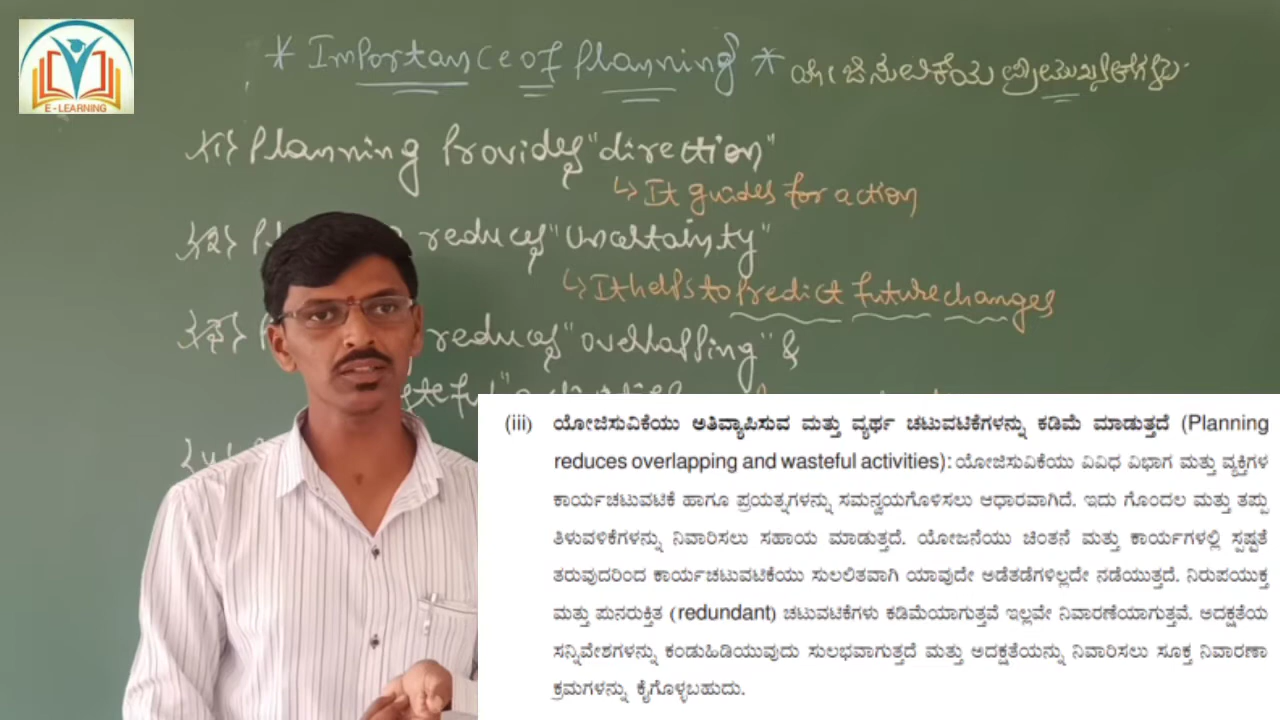 E - LEARNING
* Importance of Planning * ಯೋಜಿಸುವಿಕೆಯ ಪ್ರಾಮುಖ್ಯತೆಗಳು
1) Planning Provides "direction"
↳ It guides for action
2) reduces "Uncertainty"
↳ It helps to predict future changes
3) reduces "overlapping" &
(iii) ಯೋಜಿಸುವಿಕೆಯು ಅತಿವ್ಯಾಪಿಸುವ ಮತ್ತು ವ್ಯರ್ಥ ಚಟುವಟಿಕೆಗಳನ್ನು ಕಡಿಮೆ ಮಾಡುತ್ತದೆ (Planning
reduces overlapping and wasteful activities): ಯೋಜಿಸುವಿಕೆಯು ವಿವಿಧ ವಿಭಾಗ ಮತ್ತು ವ್ಯಕ್ತಿಗಳ
ಕಾರ್ಯಚಟುವಟಿಕೆ ಹಾಗೂ ಪ್ರಯತ್ನಗಳನ್ನು ಸಮನ್ವಯಗೊಳಿಸಲು ಆಧಾರವಾಗಿದೆ. ಇದು ಗೊಂದಲ ಮತ್ತು ತಪ್ಪು
ತಿಳುವಳಿಕೆಗಳನ್ನು ನಿವಾರಿಸಲು ಸಹಾಯ ಮಾಡುತ್ತದೆ. ಯೋಜನೆಯು ಚಿಂತನೆ ಮತ್ತು ಕಾರ್ಯಗಳಲ್ಲಿ ಸ್ಪಷ್ಟತೆ
ತರುವುದರಿಂದ ಕಾರ್ಯಚಟುವಟಿಕೆಯು ಸುಲಲಿತವಾಗಿ ಯಾವುದೇ ಅಡೆತಡೆಗಳಿಲ್ಲದೇ ನಡೆಯುತ್ತದೆ. ನಿರುಪಯುಕ್ತ
ಮತ್ತು ಪುನರುಕ್ತಿತ (redundant) ಚಟುವಟಿಕೆಗಳು ಕಡಿಮೆಯಾಗುತ್ತವೆ ಇಲ್ಲವೇ ನಿವಾರಣೆಯಾಗುತ್ತವೆ. ಅದಕ್ಷತೆಯ
ಸನ್ನಿವೇಶಗಳನ್ನು ಕಂಡುಹಿಡಿಯುವುದು ಸುಲಭವಾಗುತ್ತದೆ ಮತ್ತು ಅದಕ್ಷತೆಯನ್ನು ನಿವಾರಿಸಲು ಸೂಕ್ತ ನಿವಾರಣಾ
ಕ್ರಮಗಳನ್ನು ಕೈಗೊಳ್ಳಬಹುದು.